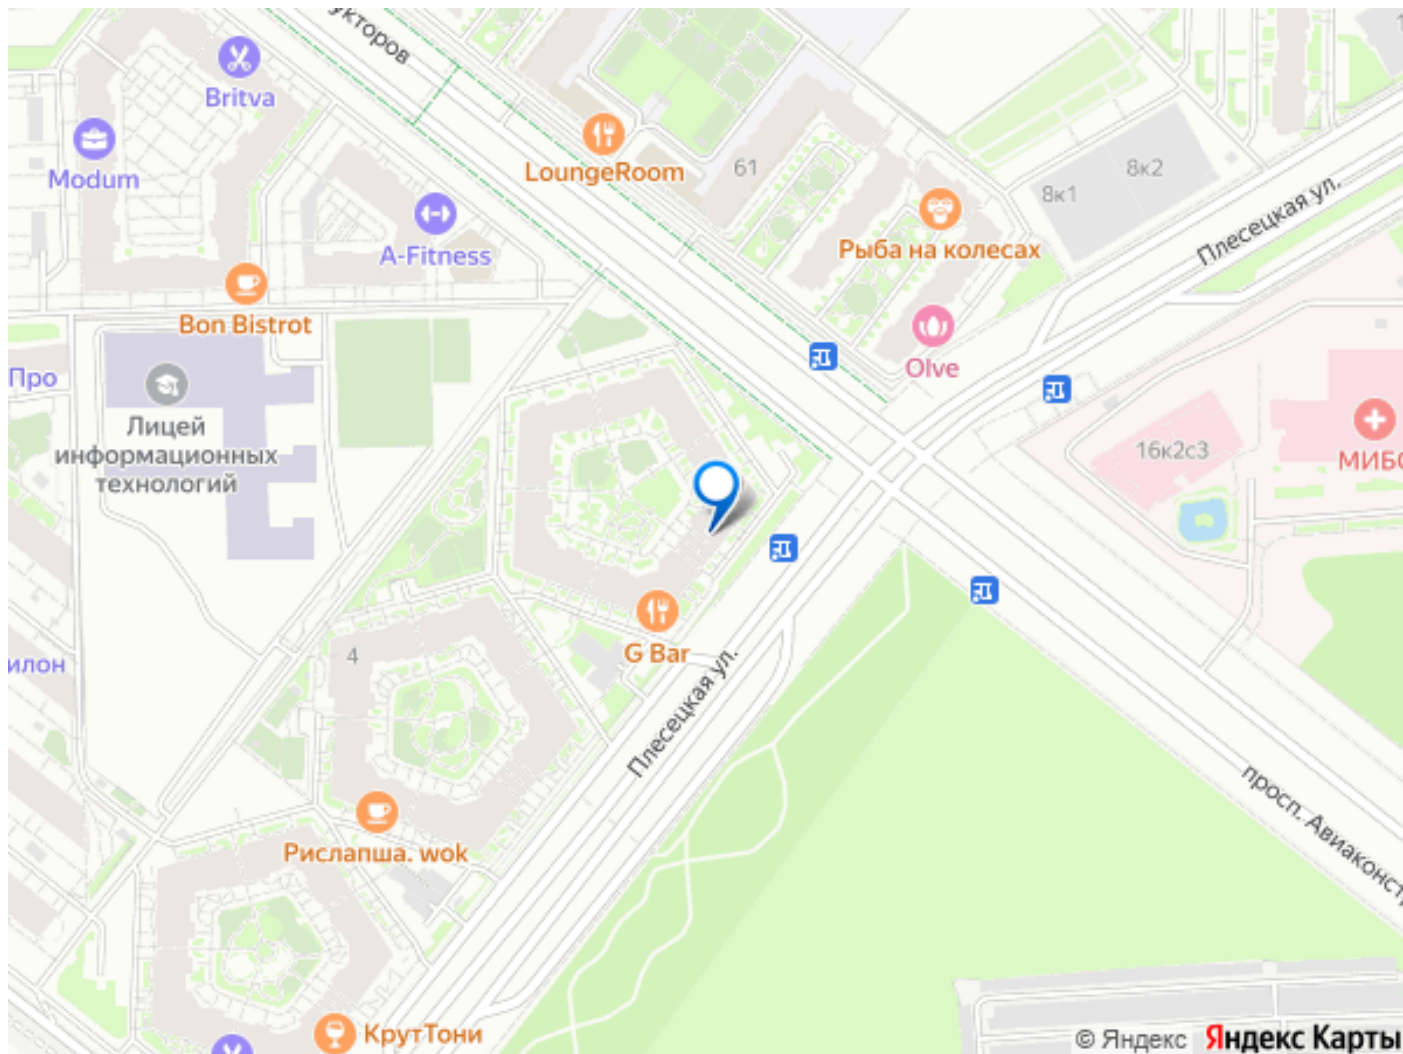 укторов
Britva
Modum
LoungeRoom
61
8к2
8к1
Плесецкая ул.
A-Fitness
Рыба на колесах
Bon Bistrot
Olve
Про
Лицей
информационных
технологий
16к2с3
МИБС
G Bar
4
илон
Плесецкая ул.
просп. Авиаконстр
Рислапша. wok
КрутТони
© Яндекс Яндекс Карты